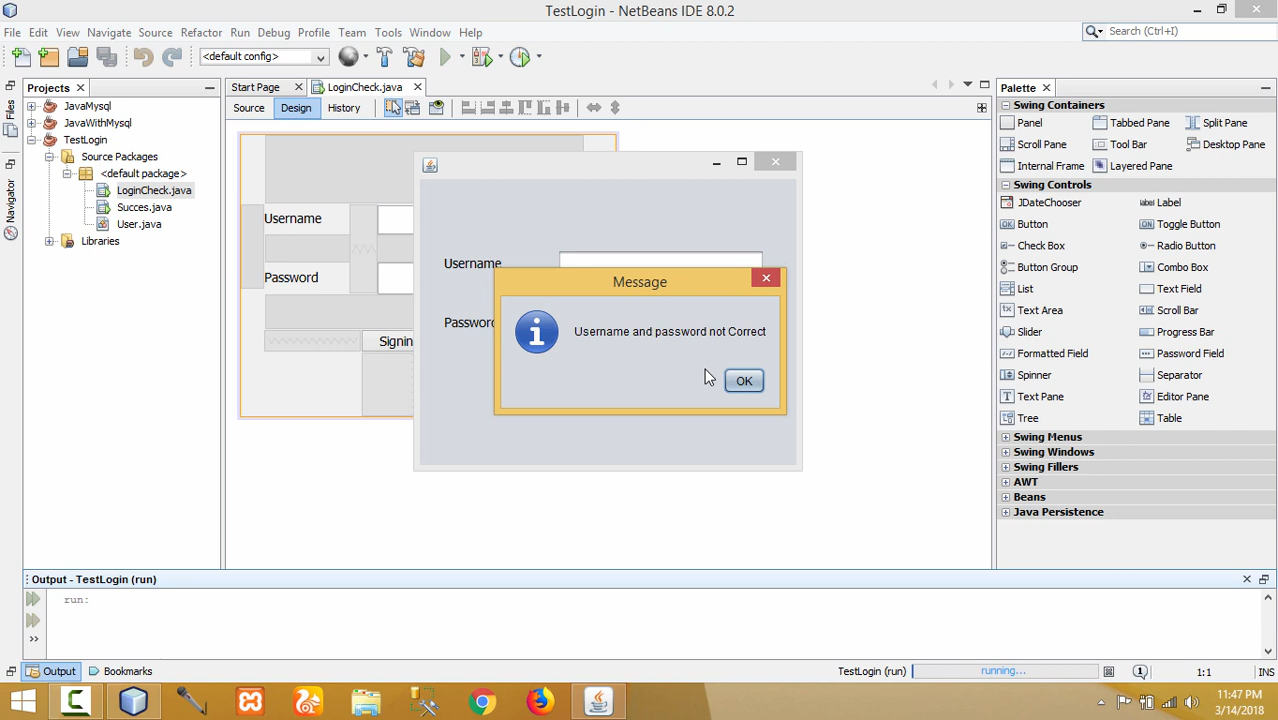 TestLogin - NetBeans IDE 8.0.2
File Edit View Navigate Source Refactor Run Debug Profile Team Tools Window Help
Search (Ctrl+I)
<default config>
Projects
Files
Navigator
JavaMysql
JavaWithMysql
TestLogin
Source Packages
<default package>
LoginCheck.java
Succes.java
User.java
Libraries
Start Page LoginCheck.java
Source Design History
Username
Password
Signin
Username
Password
Message
Username and password not Correct
OK
Palette
Swing Containers
Panel Tabbed Pane Split Pane
Scroll Pane Tool Bar Desktop Pane
Internal Frame Layered Pane
Swing Controls
JDateChooser Label
Button Toggle Button
Check Box Radio Button
Button Group Combo Box
List Text Field
Text Area Scroll Bar
Slider Progress Bar
Formatted Field Password Field
Spinner Separator
Text Pane Editor Pane
Tree Table
Swing Menus
Swing Windows
Swing Fillers
AWT
Beans
Java Persistence
Output - TestLogin (run)
run:
Output Bookmarks
TestLogin (run) running... 1 1:1 INS
11:47 PM
3/14/2018